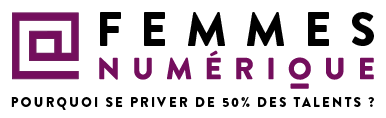 FEMMES
NUMÉRIQUE
POURQUOI SE PRIVER DE 50% DES TALENTS ?